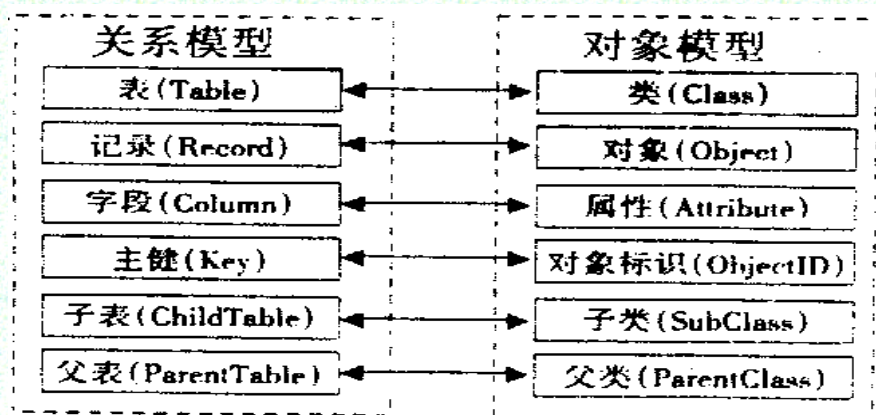 关系模型
表(Table)
记录(Record)
字段(Column)
主健(Key)
子表(ChildTable)
父表(ParentTable)
对象模型
类(Class)
对象(Object)
属性(Attribute)
对象标识(ObjectID)
子类(SubClass)
父类(ParentClass)